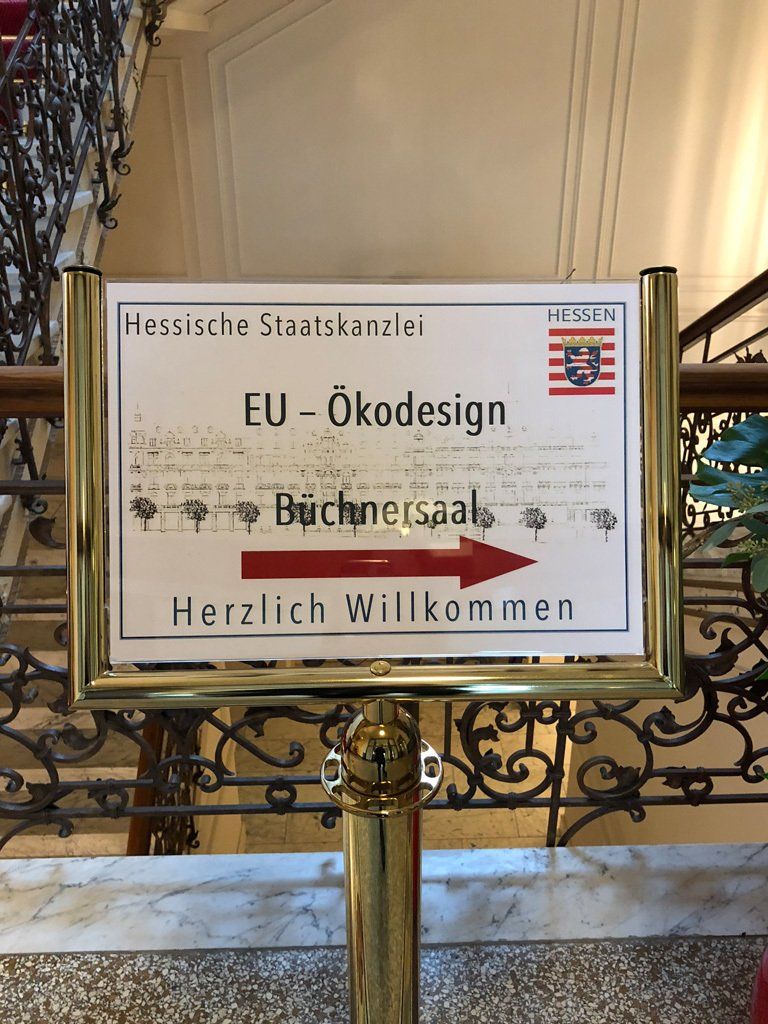 Hessische Staatskanzlei
HESSEN
EU – Ökodesign
Büchnersaal
Herzlich Willkommen